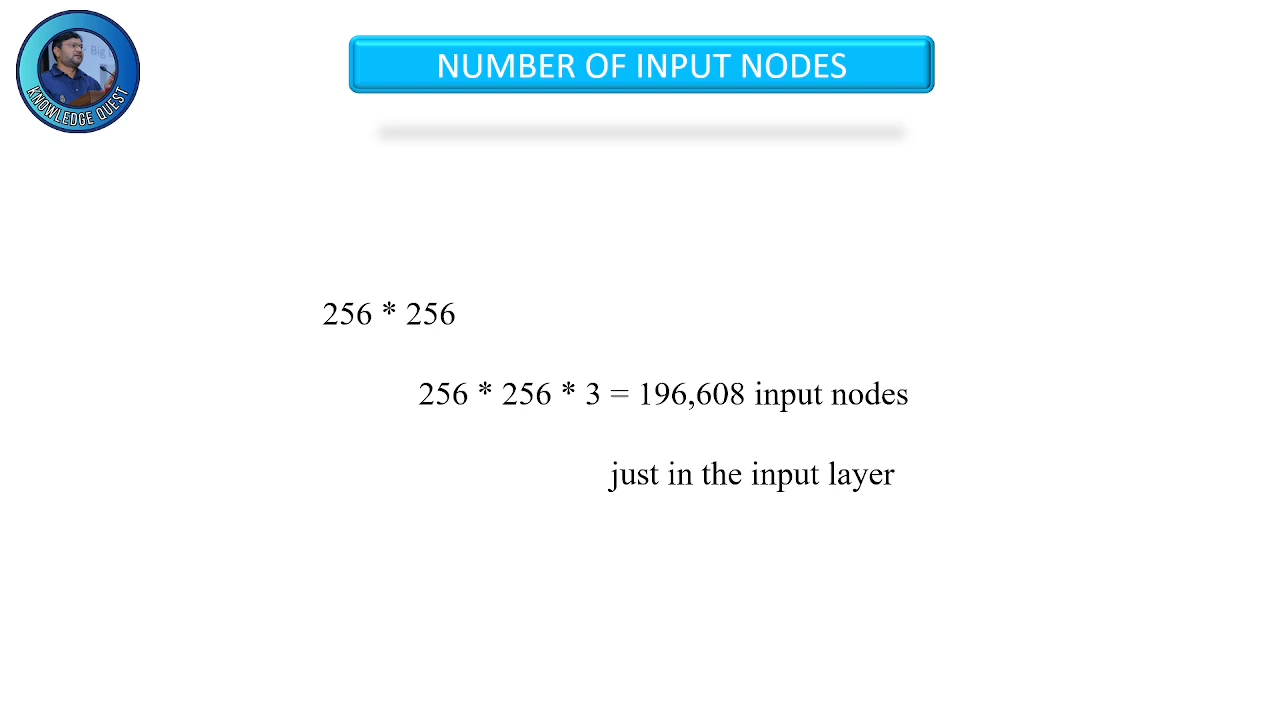 Big
KNOWLEDGE QUEST
NUMBER OF INPUT NODES
256 * 256
256 * 256 * 3 = 196,608 input nodes
just in the input layer